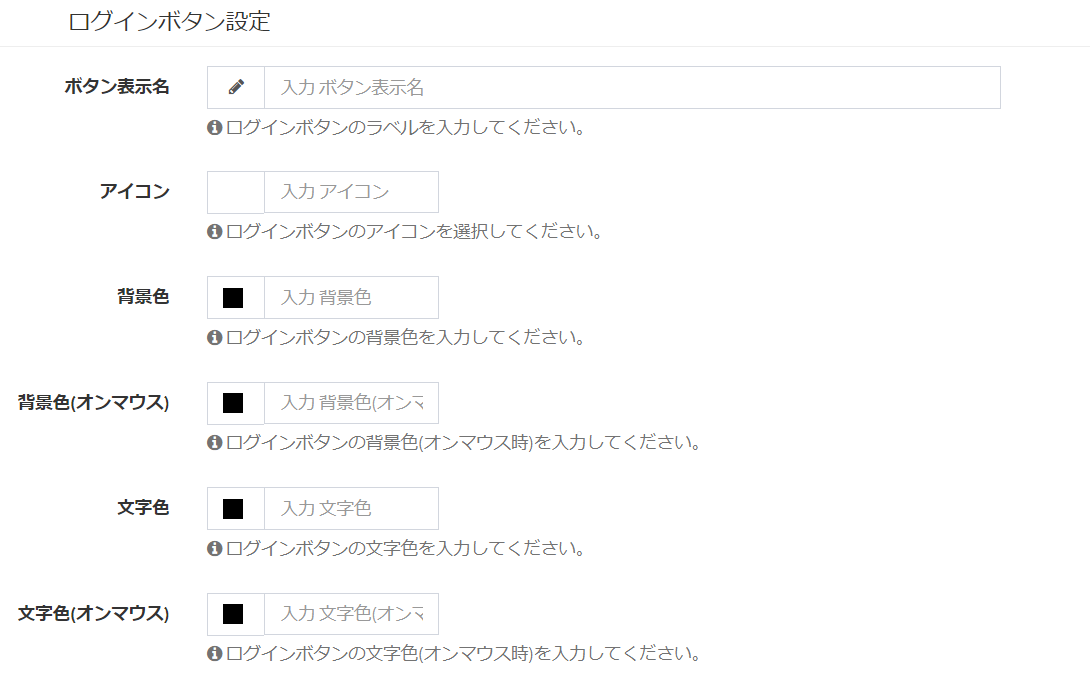 ログインボタン設定
ボタン表示名 入力 ボタン表示名
ログインボタンのラベルを入力してください。
アイコン 入力 アイコン
ログインボタンのアイコンを選択してください。
背景色 入力 背景色
ログインボタンの背景色を入力してください。
背景色(オンマウス) 入力 背景色(オンマ
ログインボタンの背景色(オンマウス時)を入力してください。
文字色 入力 文字色
ログインボタンの文字色を入力してください。
文字色(オンマウス) 入力 文字色(オンマ
ログインボタンの文字色(オンマウス時)を入力してください。